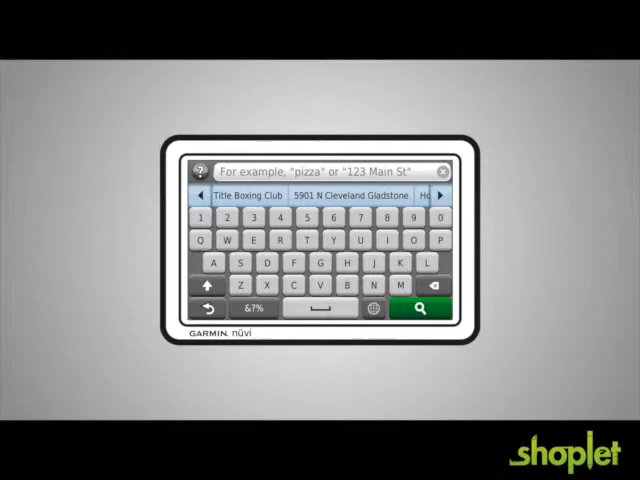 ?
For example, "pizza" or "123 Main St"
Title Boxing Club 5901 N Cleveland Gladstone Ho
1 2 3 4 5 6 7 8 9 0
Q W E R T Y U I O P
A S D F G H J K L
Z X C V B N M
&?%
GARMIN. nüvi
shoplet